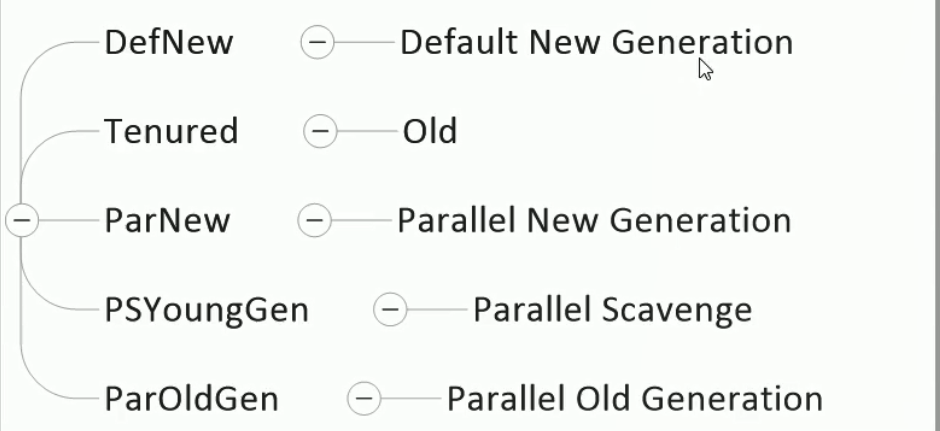 DefNew Default New Generation
Tenured Old
ParNew Parallel New Generation
PSYoungGen Parallel Scavenge
ParOldGen Parallel Old Generation